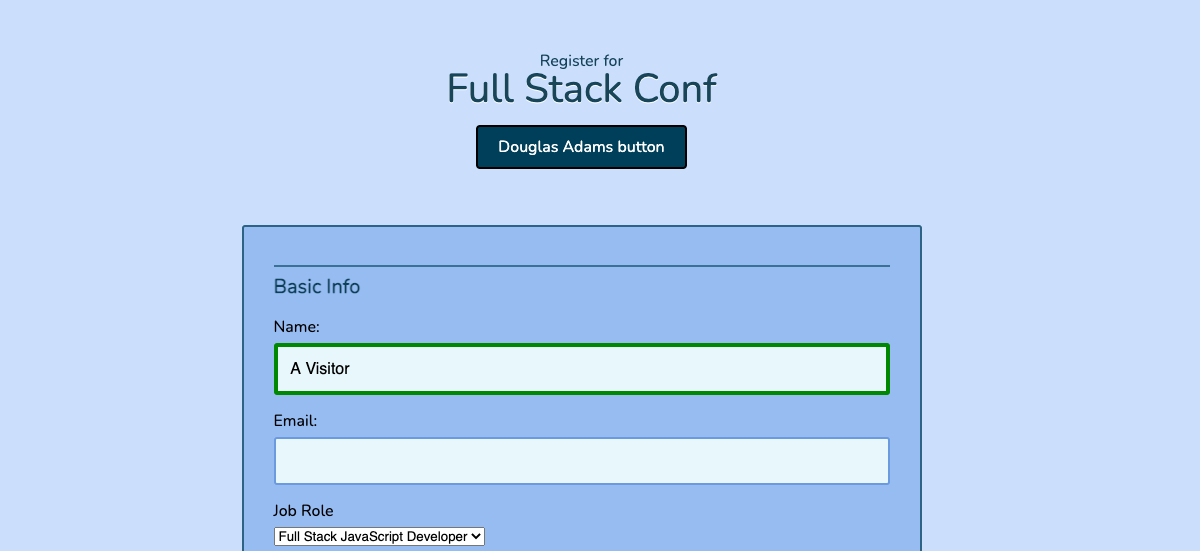 Register for
Full Stack Conf
Douglas Adams button
Basic Info
Name:
A Visitor
Email:
Job Role
Full Stack JavaScript Developer